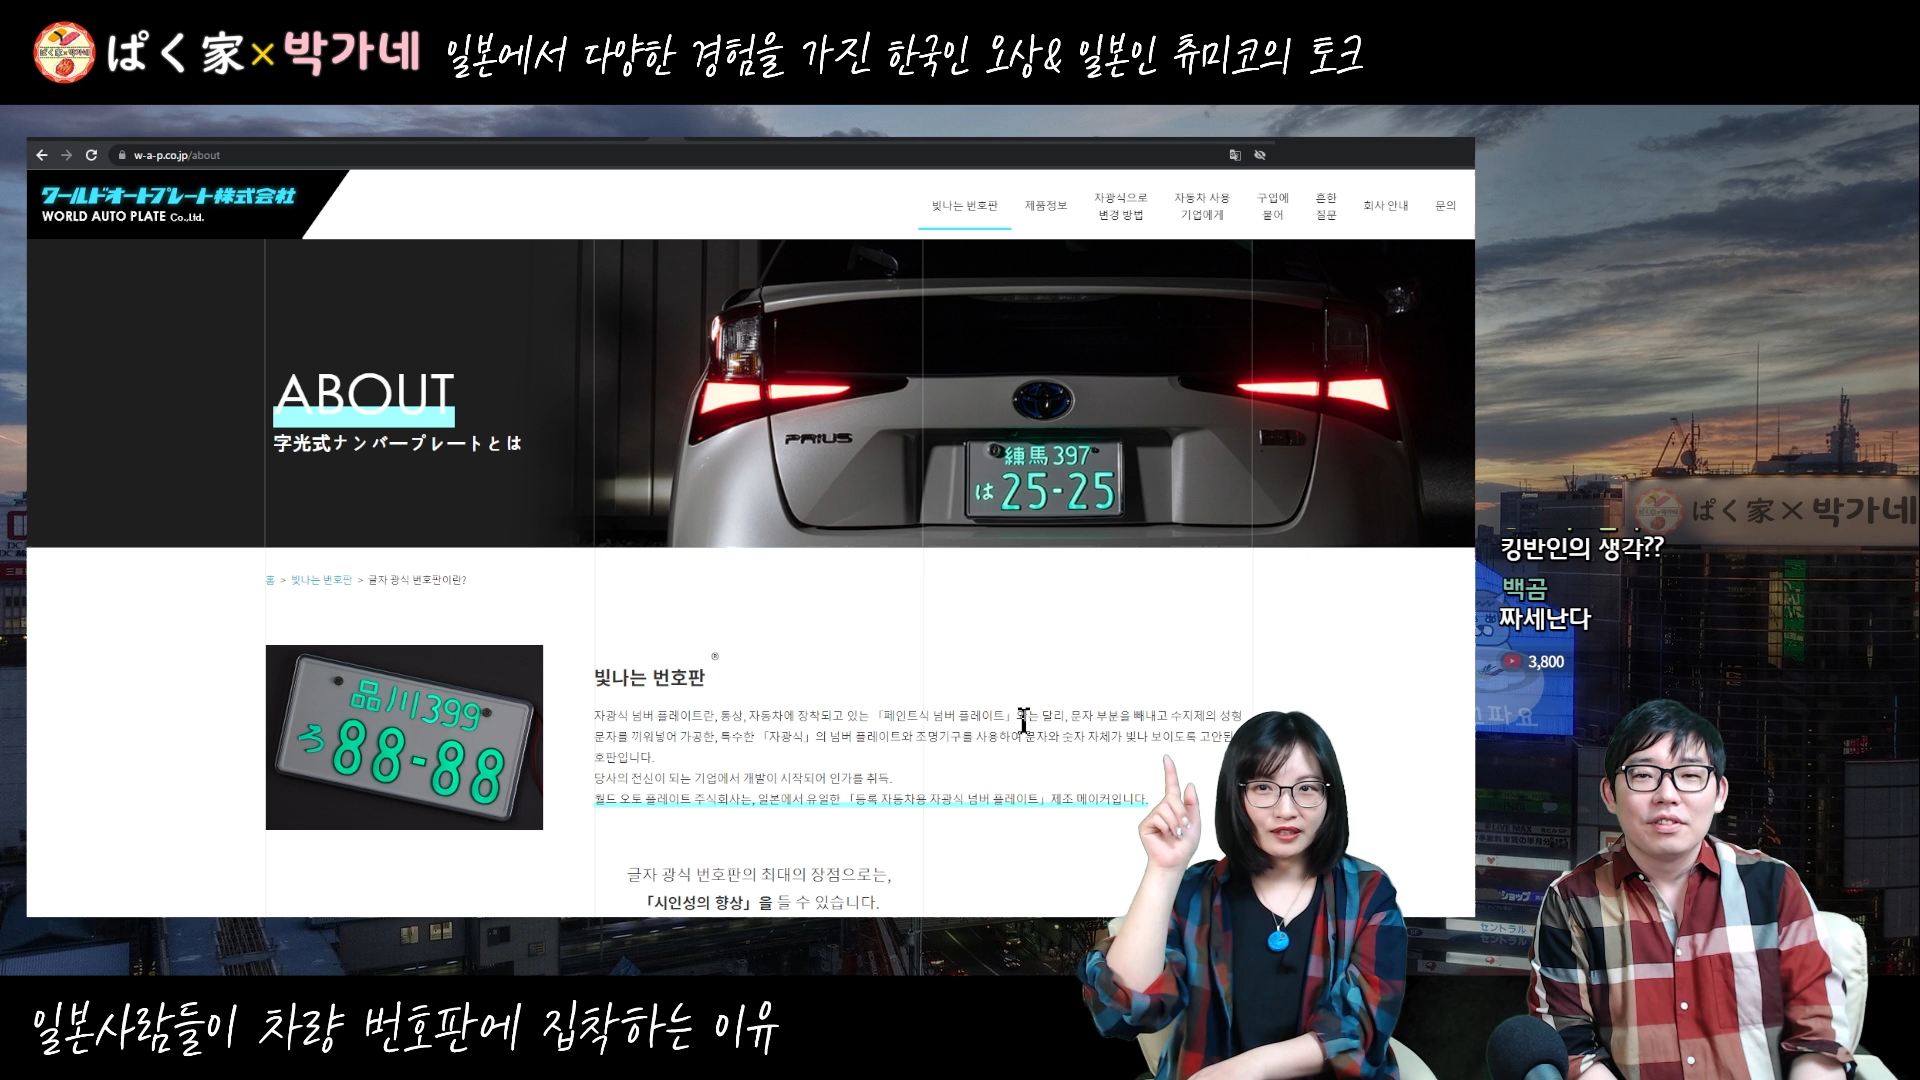 ぱく家×박가네 일본에서 다양한 경험을 가진 한국인 오상& 일본인 츄미코의 토크
w-a-p.co.jp/about
ワールドオートプレート株式会社
WORLD AUTO PLATE Co.,Ltd.
빛나는 번호판
제품정보
자광식으로
변경 방법
자동차 사용
기업에게
구입에
붙어
흔한
질문
회사 안내
문의
ABOUT
字光式ナンバープレートとは
PRIUS
練馬 397
は 25-25
홈 > 빛나는 번호판 > 글자 광식 번호판이란?
品川 399
ろ 88-88
빛나는 번호판 ®
자광식 넘버 플레이트란, 통상, 자동차에 장착되고 있는 「페인트식 넘버 플레이트」와는 달리, 문자 부분을 빼내고 수지제의 성형
문자를 끼워넣어 가공한, 특수한 「자광식」의 넘버 플레이트와 조명기구를 사용하여 문자와 숫자 자체가 빛나 보이도록 고안된
호판입니다.
당사의 전신이 되는 기업에서 개발이 시작되어 인가를 취득.
월드 오토 플레이트 주식회사는, 일본에서 유일한 「등록 자동차용 자광식 넘버 플레이트」제조 메이커입니다.
글자 광식 번호판의 최대의 장점으로는,
「시인성의 향상」을 들 수 있습니다.
ぱく家×박가네
킹반인의 생각??
백곰
짜세난다
3,800
일본사람들이 차량 번호판에 집착하는 이유